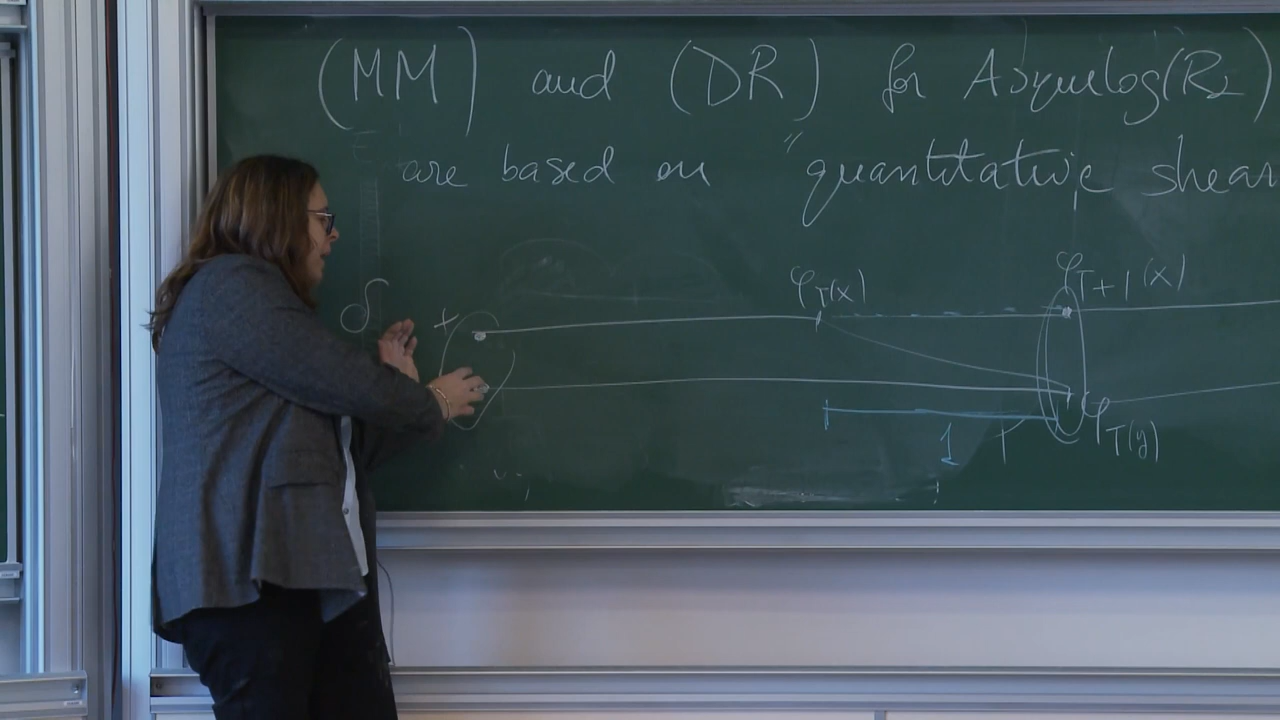 (MM) and (DR) for Asymlog(R2)
are based on "quantitative shear
φT(x) φT+1(x)
δ x
1
φT(y)